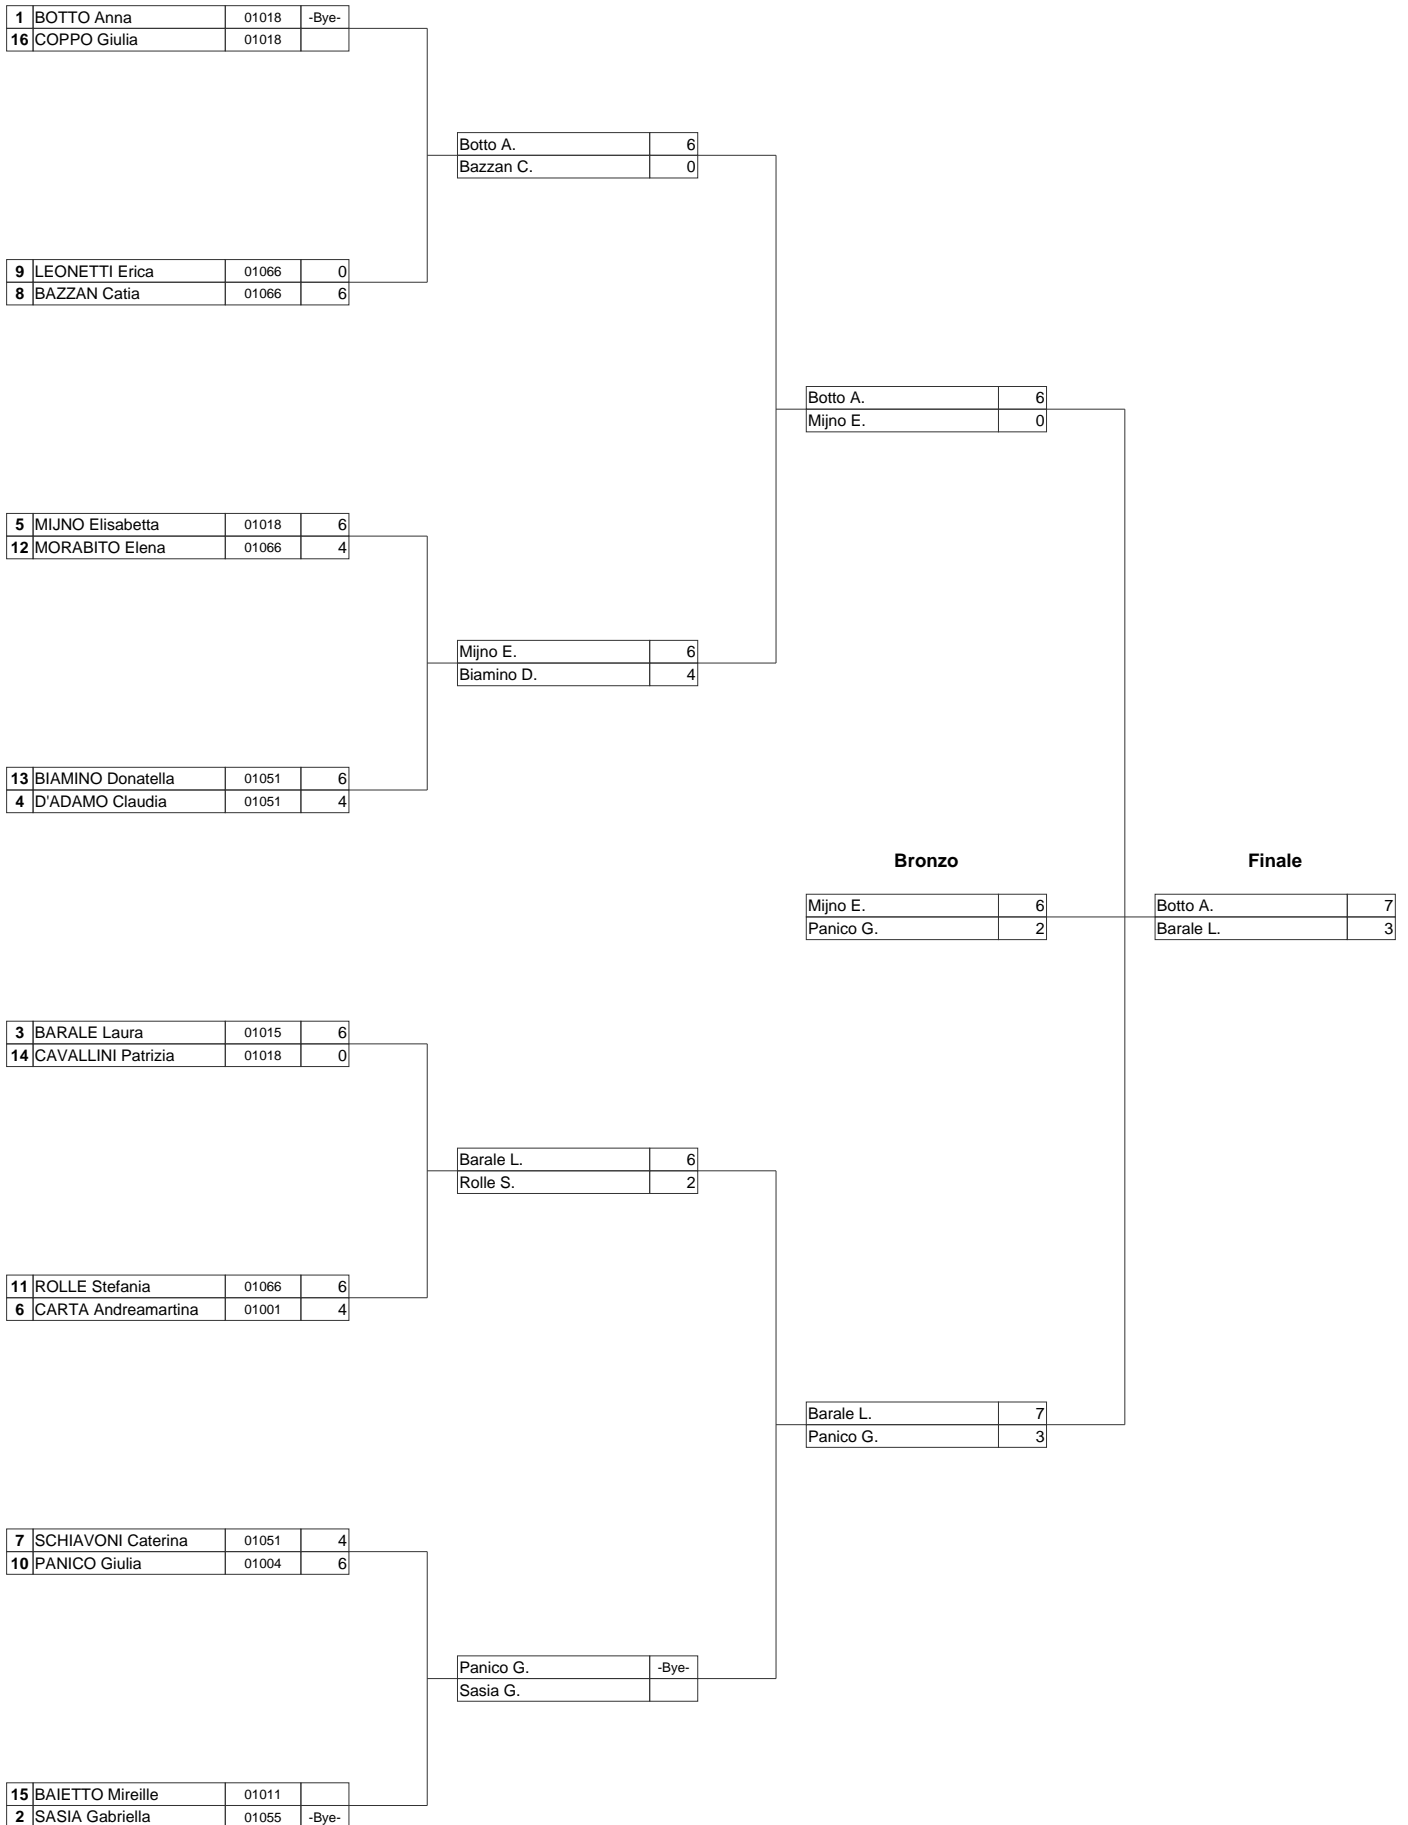 1 BOTTO Anna 01018 -Bye-
16 COPPO Giulia 01018
Botto A. 6
Bazzan C. 0
9 LEONETTI Erica 01066 0
8 BAZZAN Catia 01066 6
Botto A. 6
Mijno E. 0
5 MIJNO Elisabetta 01018 6
12 MORABITO Elena 01066 4
Mijno E. 6
Biamino D. 4
13 BIAMINO Donatella 01051 6
4 D'ADAMO Claudia 01051 4
Bronzo Finale
Mijno E. 6 Botto A. 7
Panico G. 2 Barale L. 3
3 BARALE Laura 01015 6
14 CAVALLINI Patrizia 01018 0
Barale L. 6
Rolle S. 2
11 ROLLE Stefania 01066 6
6 CARTA Andreamartina 01001 4
Barale L. 7
Panico G. 3
7 SCHIAVONI Caterina 01051 4
10 PANICO Giulia 01004 6
Panico G. -Bye-
Sasia G.
15 BAIETTO Mireille 01011
2 SASIA Gabriella 01055 -Bye-